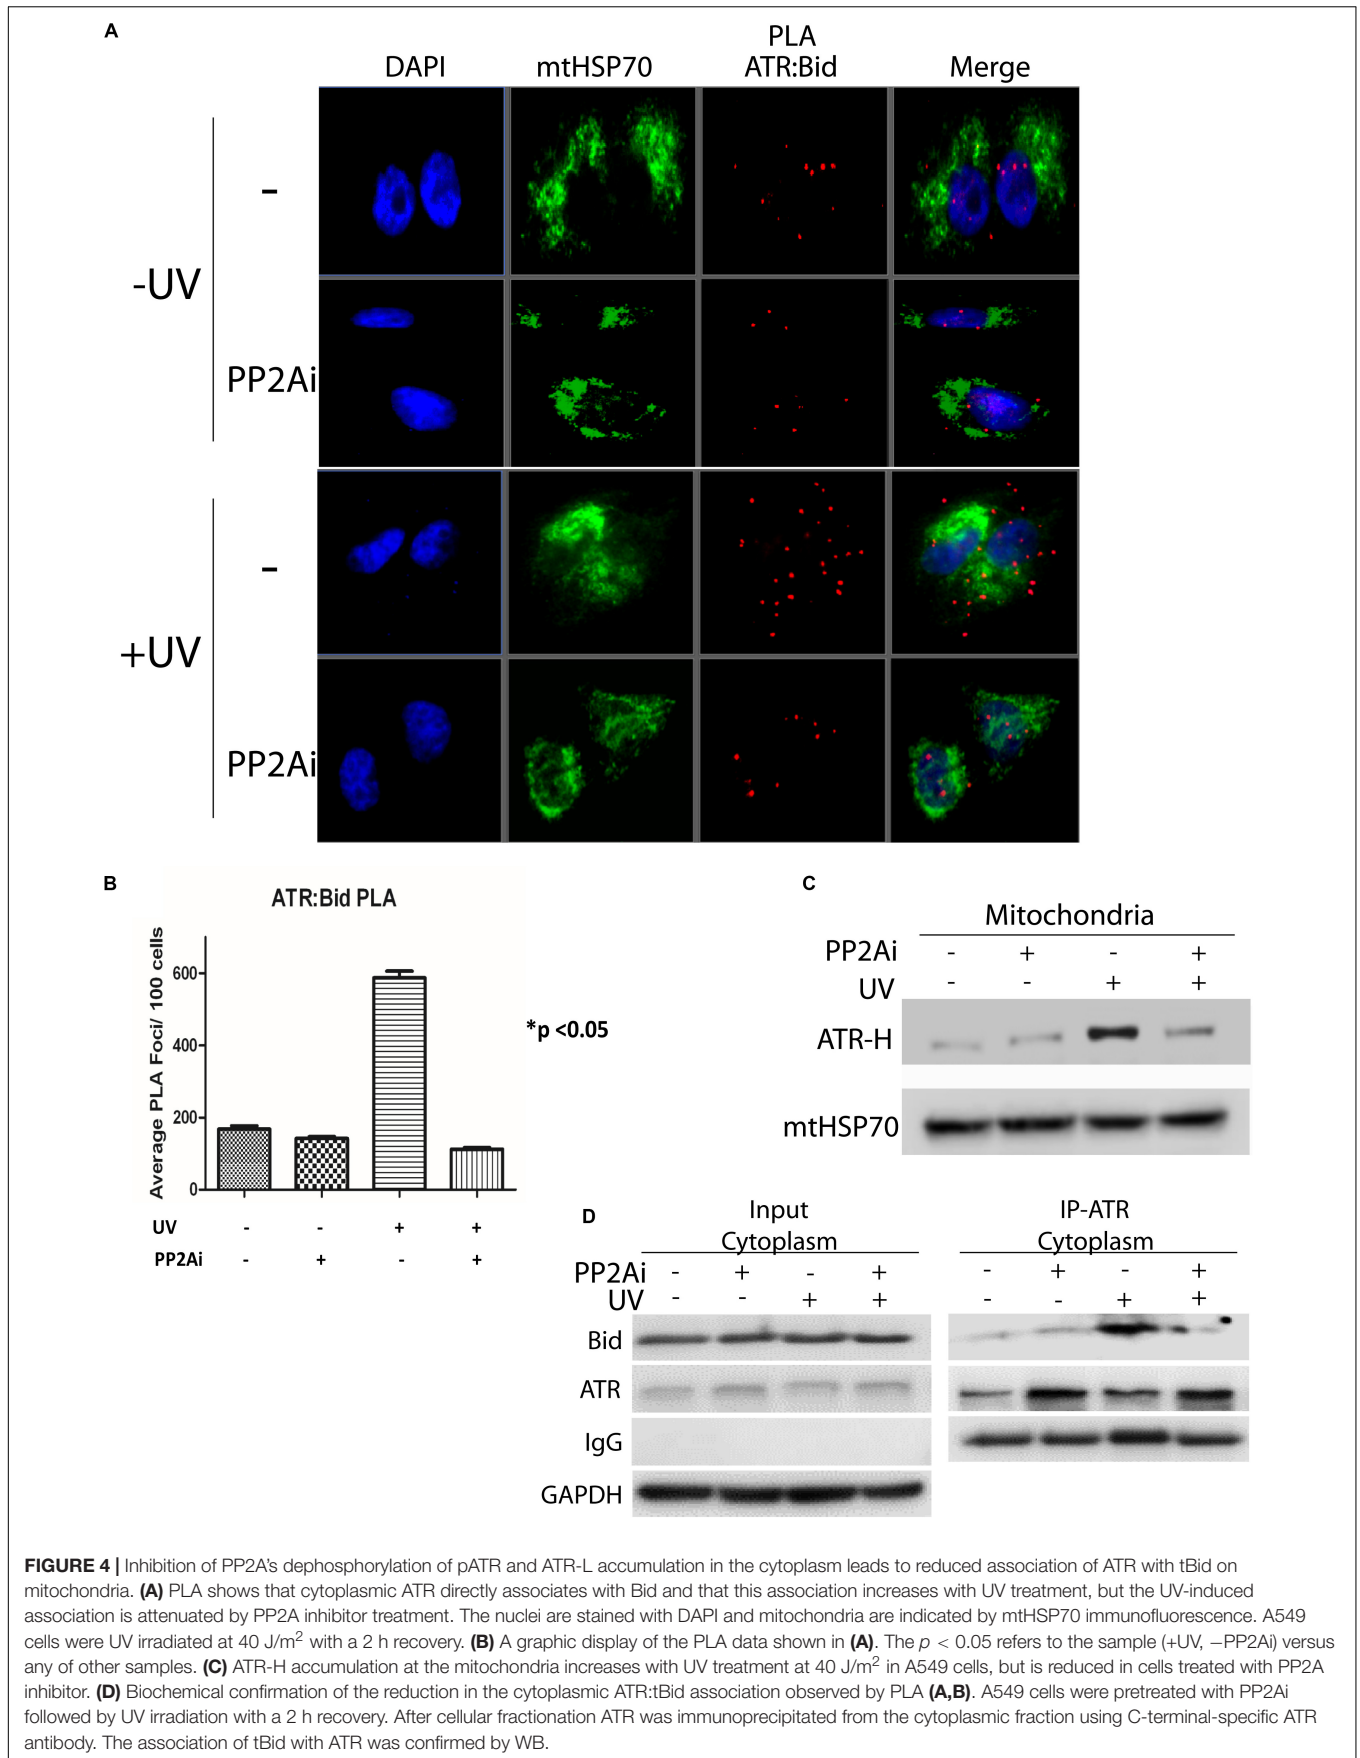 A
DAPI mtHSP70 PLA ATR:Bid Merge
-UV
-
PP2Ai
+UV
-
PP2Ai
B
ATR:Bid PLA
Average PLA Foci/ 100 cells
600
400
200
0
*p <0.05
UV - - + +
PP2Ai - + - +
C
Mitochondria
PP2Ai - + - +
UV - - + +
ATR-H
mtHSP70
D
Input
Cytoplasm
IP-ATR
Cytoplasm
PP2Ai - + - + - + - +
UV - - + + - - + +
Bid
ATR
IgG
GAPDH
FIGURE 4 | Inhibition of PP2A's dephosphorylation of pATR and ATR-L accumulation in the cytoplasm leads to reduced association of ATR with tBid on
mitochondria. (A) PLA shows that cytoplasmic ATR directly associates with Bid and that this association increases with UV treatment, but the UV-induced
association is attenuated by PP2A inhibitor treatment. The nuclei are stained with DAPI and mitochondria are indicated by mtHSP70 immunofluorescence. A549
cells were UV irradiated at 40 J/m² with a 2 h recovery. (B) A graphic display of the PLA data shown in (A). The p < 0.05 refers to the sample (+UV, −PP2Ai) versus
any of other samples. (C) ATR-H accumulation at the mitochondria increases with UV treatment at 40 J/m² in A549 cells, but is reduced in cells treated with PP2A
inhibitor. (D) Biochemical confirmation of the reduction in the cytoplasmic ATR:tBid association observed by PLA (A,B). A549 cells were pretreated with PP2Ai
followed by UV irradiation with a 2 h recovery. After cellular fractionation ATR was immunoprecipitated from the cytoplasmic fraction using C-terminal-specific ATR
antibody. The association of tBid with ATR was confirmed by WB.